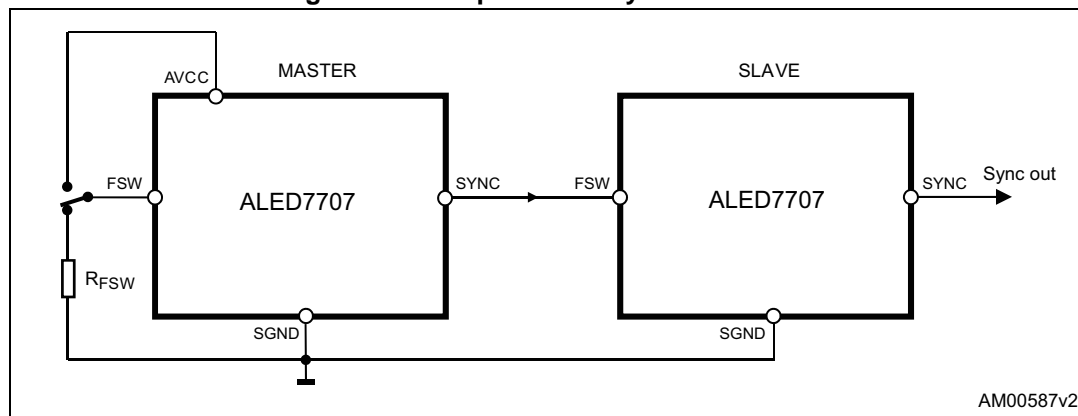 MASTER
SLAVE
AVCC
FSW
ALED7707
SYNC
FSW
ALED7707
SYNC
Sync out
RFSW
SGND
SGND
AM00587v2